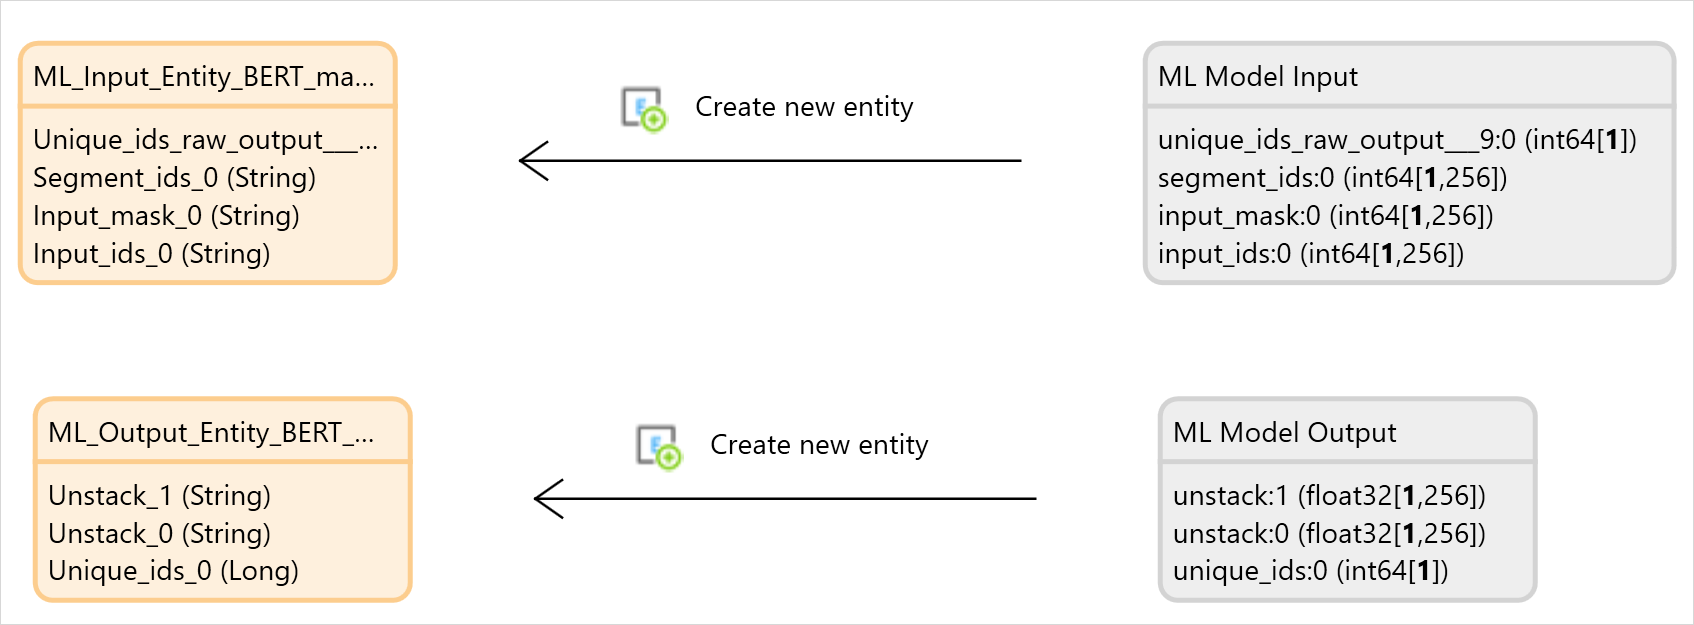 ML_Input_Entity_BERT_ma...
Unique_ids_raw_output___...
Segment_ids_0 (String)
Input_mask_0 (String)
Input_ids_0 (String)
E
Create new entity
ML Model Input
unique_ids_raw_output___9:0 (int64[1])
segment_ids:0 (int64[1,256])
input_mask:0 (int64[1,256])
input_ids:0 (int64[1,256])
ML_Output_Entity_BERT_...
Unstack_1 (String)
Unstack_0 (String)
Unique_ids_0 (Long)
E
Create new entity
ML Model Output
unstack:1 (float32[1,256])
unstack:0 (float32[1,256])
unique_ids:0 (int64[1])